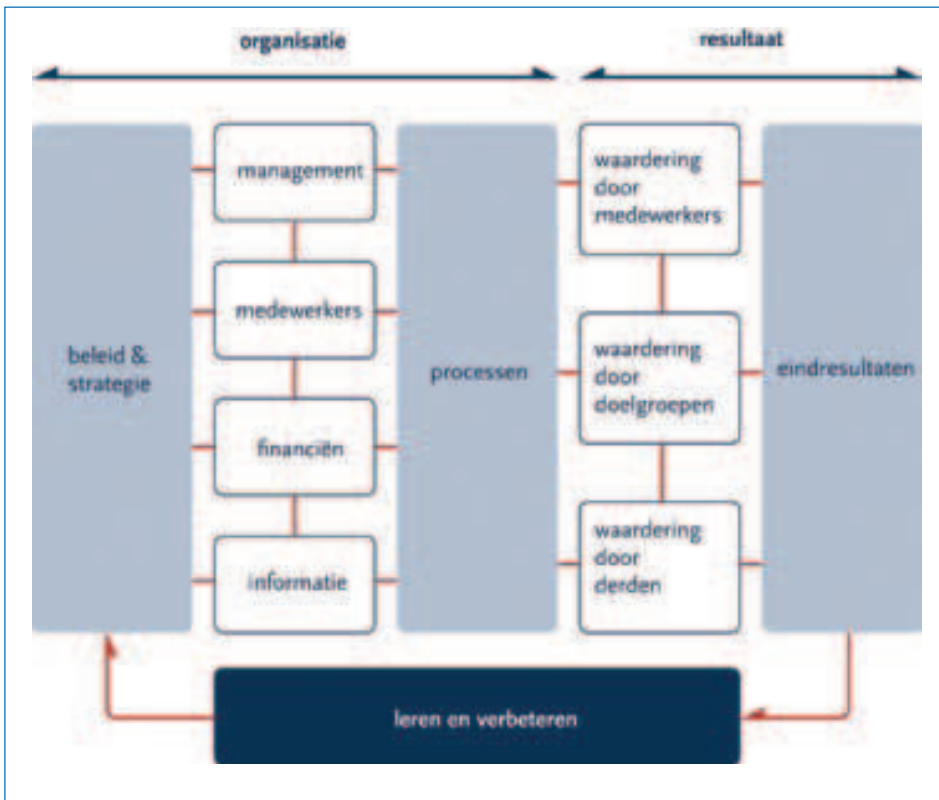 organisatie
resultaat
beleid &
strategie
management
medewerkers
financiën
informatie
processen
waardering
door
medewerkers
waardering
door
doelgroepen
waardering
door
derden
eindresultaten
leren en verbeteren